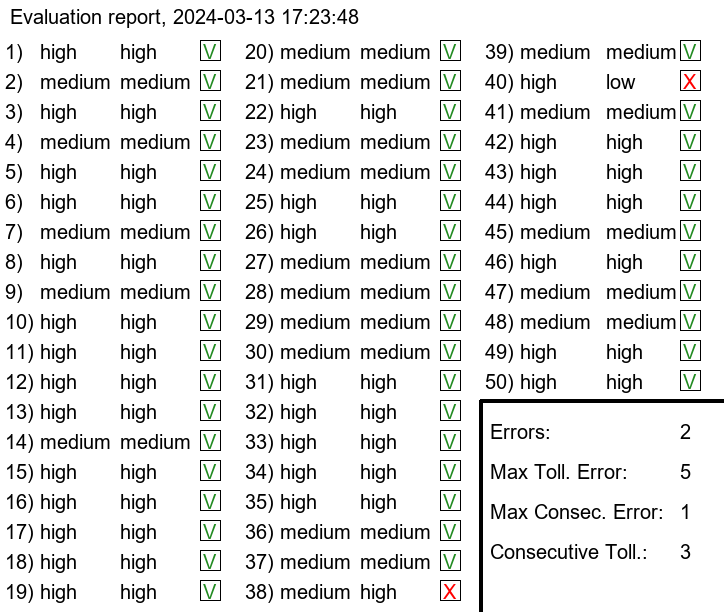 Evaluation report, 2024-03-13 17:23:48
1) high high V
2) medium medium V
3) high high V
4) medium medium V
5) high high V
6) high high V
7) medium medium V
8) high high V
9) medium medium V
10) high high V
11) high high V
12) high high V
13) high high V
14) medium medium V
15) high high V
16) high high V
17) high high V
18) high high V
19) high high V
20) medium medium V
21) medium medium V
22) high high V
23) medium medium V
24) medium medium V
25) high high V
26) high high V
27) medium medium V
28) medium medium V
29) medium medium V
30) medium medium V
31) high high V
32) high high V
33) high high V
34) high high V
35) high high V
36) medium medium V
37) medium medium V
38) medium high X
39) medium medium V
40) high low X
41) medium medium V
42) high high V
43) high high V
44) high high V
45) medium medium V
46) high high V
47) medium medium V
48) medium medium V
49) high high V
50) high high V
Errors: 2
Max Toll. Error: 5
Max Consec. Error: 1
Consecutive Toll.: 3